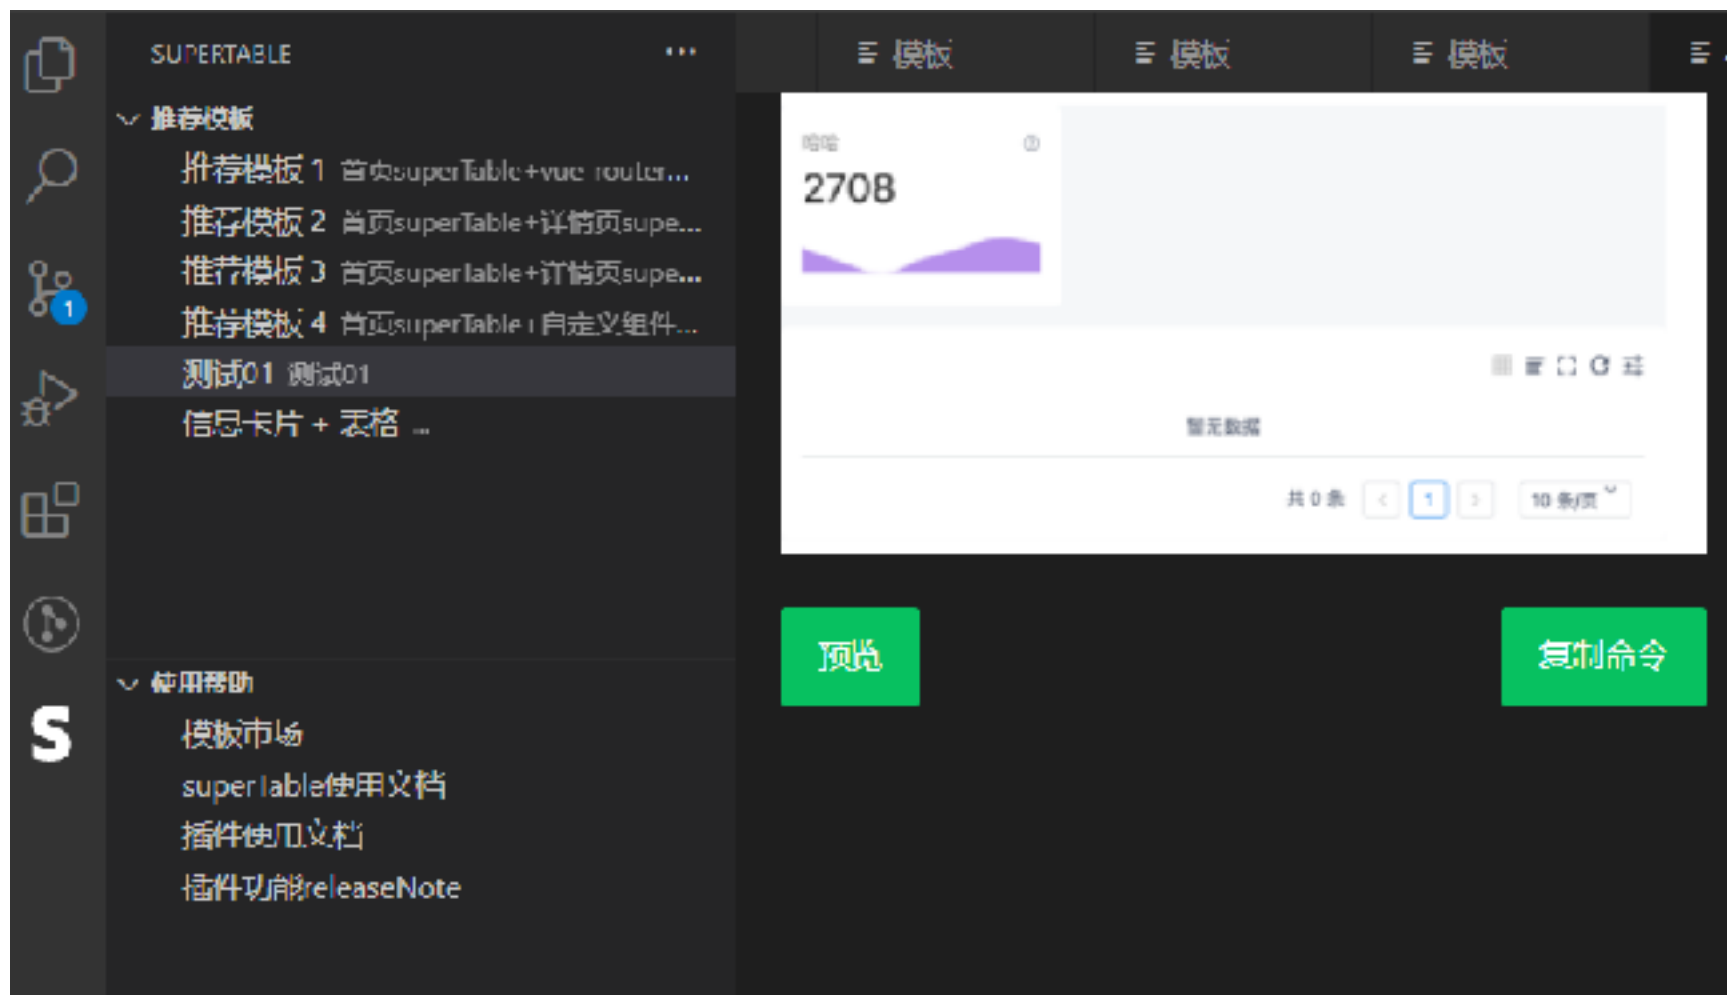 SUPERTABLE
推荐模板
推荐模板 1 首页superTable+vue-router...
推荐模板 2 首页superTable+详情页supe...
推荐模板 3 首页superTable+详情页supe...
推荐模板 4 首页superTable+自定义组件...
测试01 测试01
信息卡片 + 表格 ...
使用帮助
模板市场
superTable使用文档
插件使用文档
插件功能releaseNote
1
S
模板
模板
模板
哈哈
2708
暂无数据
共 0 条
1
10 条/页
预览
复制命令